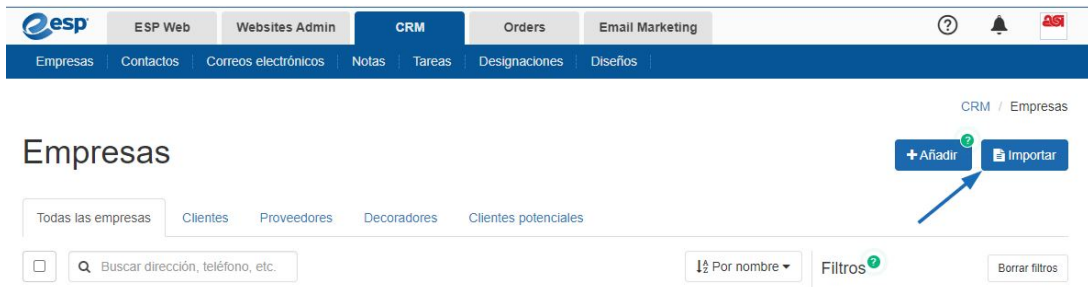 esp ESP Web Websites Admin CRM Orders Email Marketing ? ASI
Empresas Contactos Correos electrónicos Notas Tareas Designaciones Diseños
CRM / Empresas
Empresas
+ Añadir ? Importar
Todas las empresas Clientes Proveedores Decoradores Clientes potenciales
Buscar dirección, teléfono, etc. Por nombre Filtros ? Borrar filtros